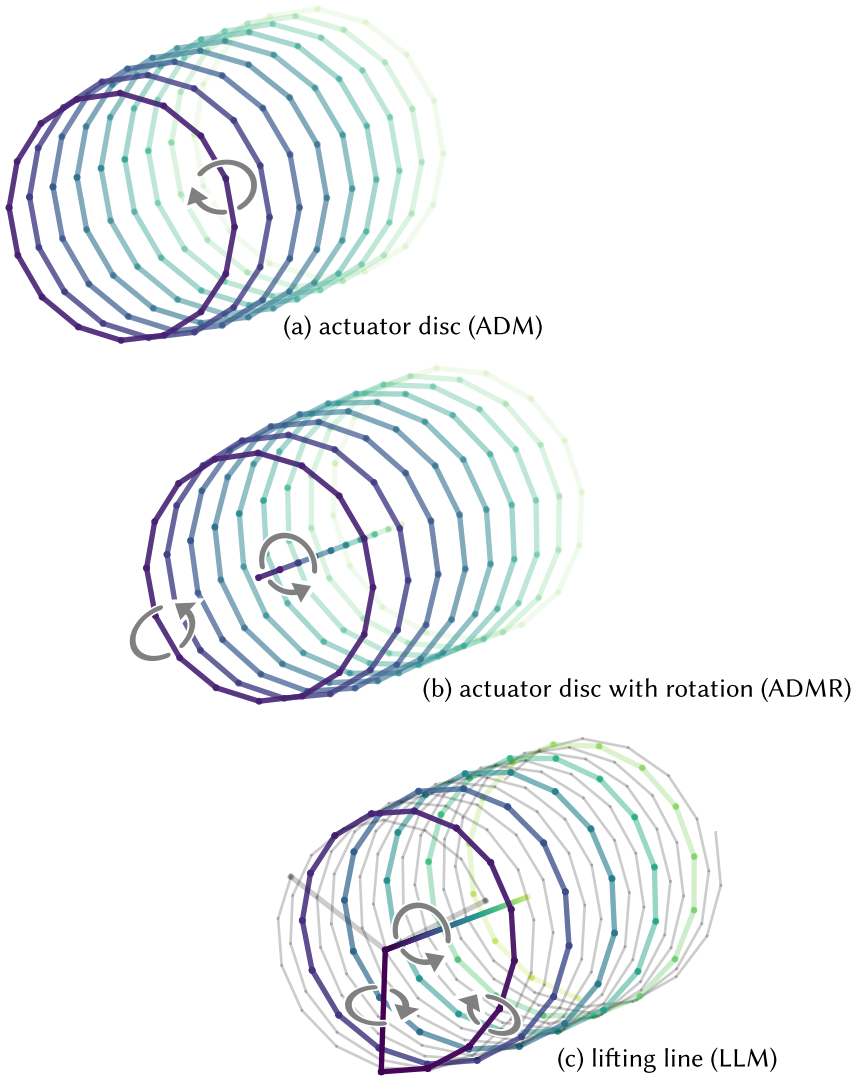 (a) actuator disc (ADM)
(b) actuator disc with rotation (ADMR)
(c) lifting line (LLM)